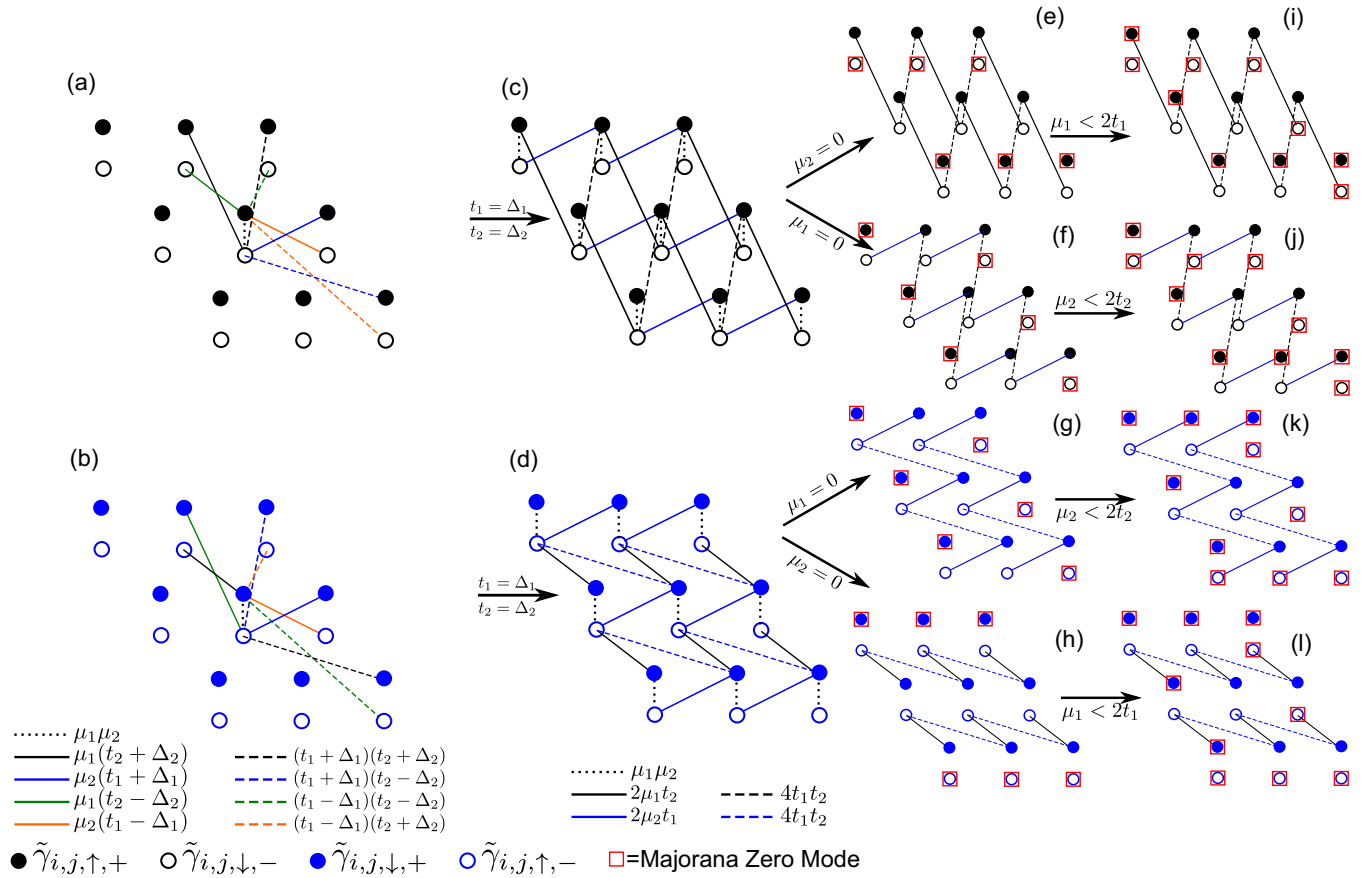 (a)
(c)
(e)
(i)
μ₂ = 0
μ₁ < 2t₁
t₁ = Δ₁
t₂ = Δ₂
μ₁ = 0
(f)
(j)
μ₂ < 2t₂
(b)
(d)
(g)
(k)
μ₁ = 0
μ₂ < 2t₂
t₁ = Δ₁
t₂ = Δ₂
μ₂ = 0
(h)
(l)
μ₁ < 2t₁
μ₁μ₂
μ₁(t₂ + Δ₂)
μ₂(t₁ + Δ₁)
μ₁(t₂ − Δ₂)
μ₂(t₁ − Δ₁)
(t₁ + Δ₁)(t₂ + Δ₂)
(t₁ + Δ₁)(t₂ − Δ₂)
(t₁ − Δ₁)(t₂ − Δ₂)
(t₁ − Δ₁)(t₂ + Δ₂)
μ₁μ₂
2μ₁t₂
2μ₂t₁
4t₁t₂
4t₁t₂
γ̃i,j,↑,+ γ̃i,j,↓,− γ̃i,j,↓,+ γ̃i,j,↑,− =Majorana Zero Mode